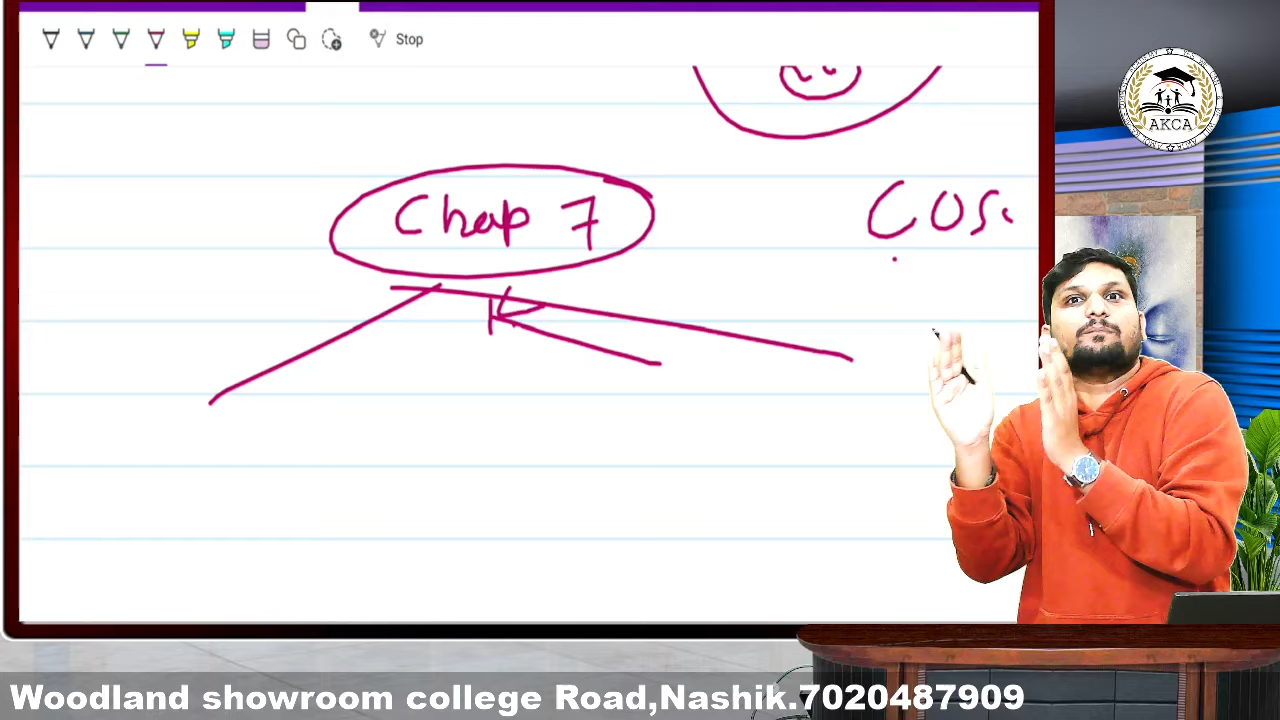 Stop
AKCA
Chap 7
COS.
Woodland showroom college Road,Nashik.7020487909